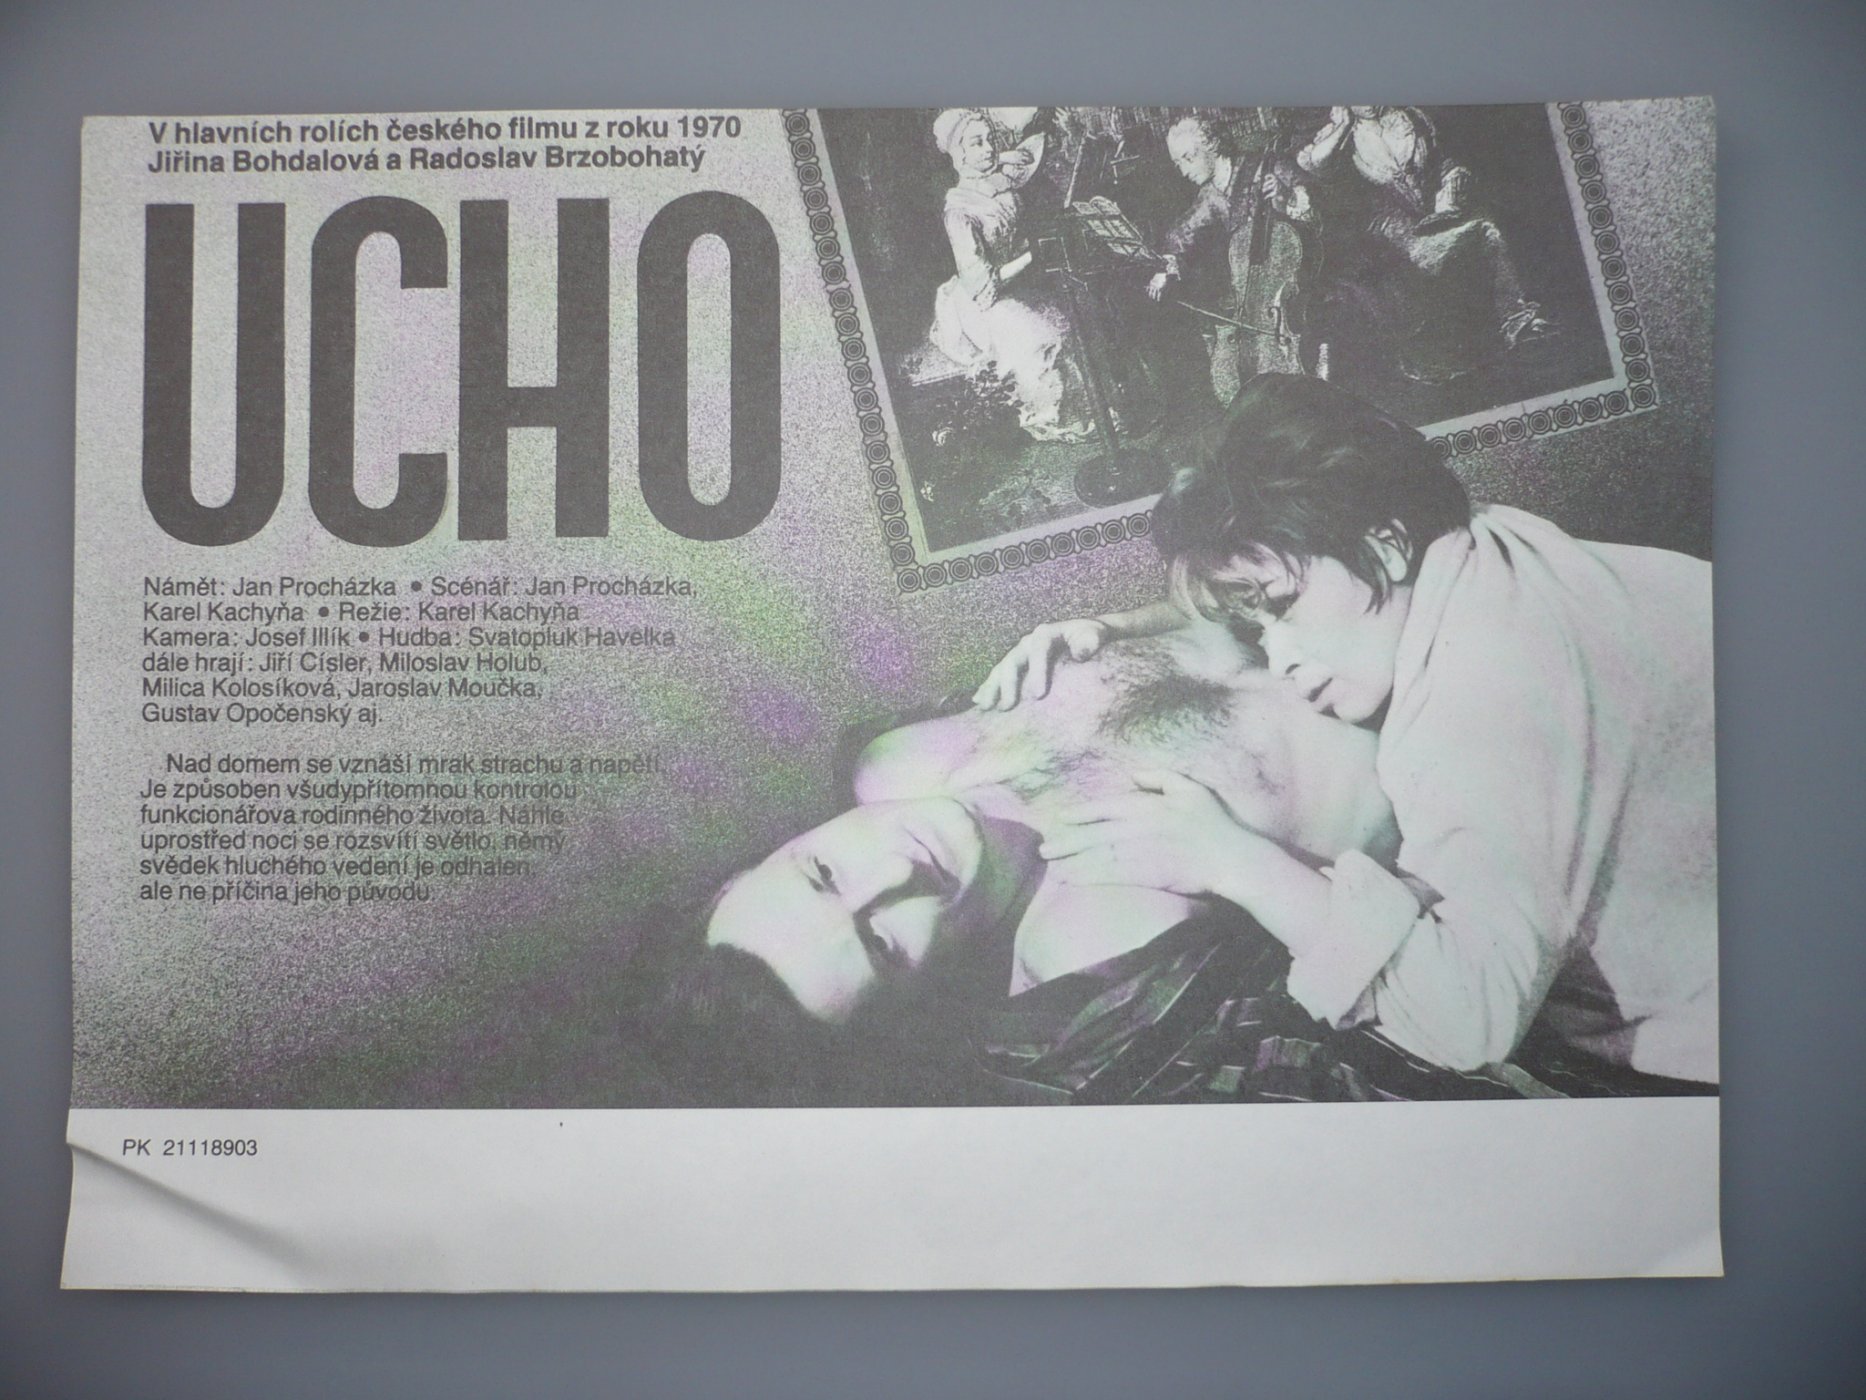 V hlavních rolích českého filmu z roku 1970
Jiřina Bohdalová a Radoslav Brzobohatý
UCHO
Námět: Jan Procházka • Scénář: Jan Procházka,
Karel Kachyňa • Režie: Karel Kachyňa
Kamera: Josef Illík • Hudba: Svatopluk Havelka
dále hrají: Jiří Císler, Miloslav Holub,
Milica Kolosíková, Jaroslav Moučka,
Gustav Opočenský aj.
Nad domem se vznáší mrak strachu a napětí.
Je způsoben všudypřítomnou kontrolou
funkcionářova rodinného života. Náhle
uprostřed noci se rozsvítí světlo, němý
svědek hluchého vedení je odhalen,
ale ne příčina jeho původu.
PK 21118903